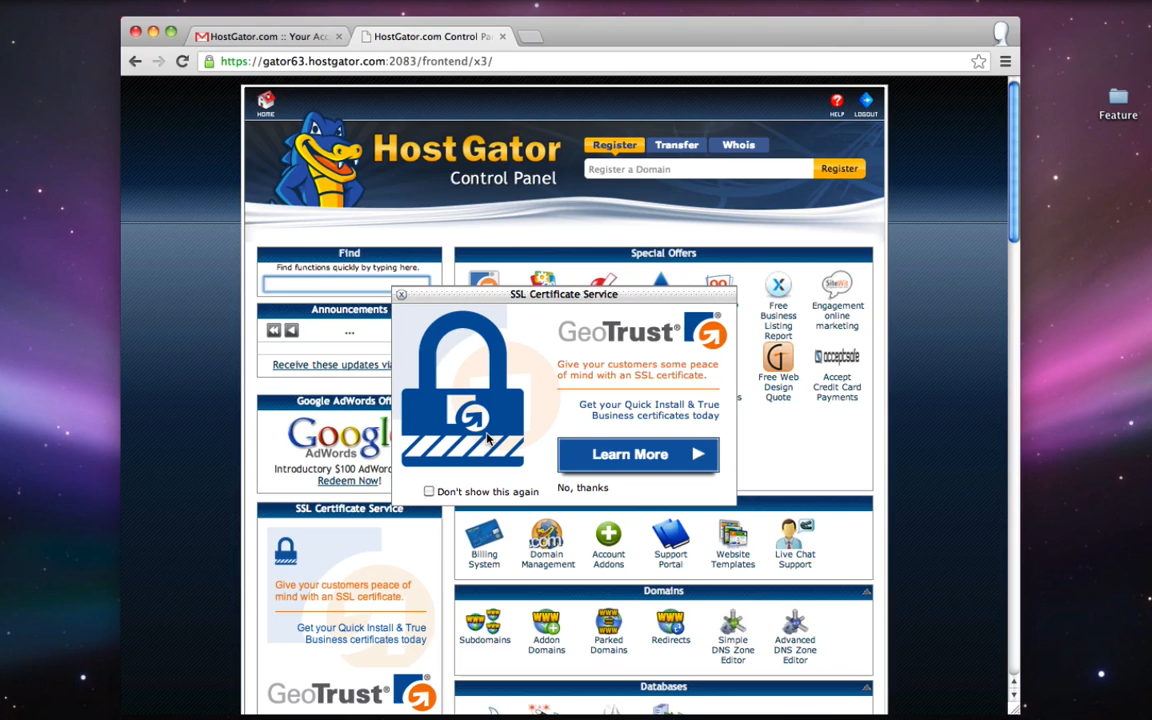 HostGator.com :: Your Acc
HostGator.com Control Pa
https://gator63.hostgator.com:2083/frontend/x3/
Feature
HOME
HELP
LOGOUT
HostGator
Control Panel
Register
Transfer
Whois
Register a Domain
Register
Find
Find functions quickly by typing here.
Announcements
...
Receive these updates vi
Google AdWords Of
Google
AdWords
Introductory $100 AdWor
Redeem Now!
SSL Certificate Service
Give your customers peace of
mind with an SSL certificate.
Get your Quick Install & True
Business certificates today
GeoTrust®
Special Offers
Free
Business
Listing
Report
SiteWit
Engagement
online
marketing
Free Web
Design
Quote
acceptsafe
Accept
Credit Card
Payments
SSL Certificate Service
GeoTrust®
Give your customers some peace
of mind with an SSL certificate.
Get your Quick Install & True
Business certificates today
Learn More
No, thanks
Don't show this again
Billing
System
.com
Domain
Management
Account
Addons
Support
Portal
Website
Templates
Live Chat
Support
Domains
Subdomains
Addon
Domains
Parked
Domains
Redirects
Simple
DNS Zone
Editor
Advanced
DNS Zone
Editor
Databases